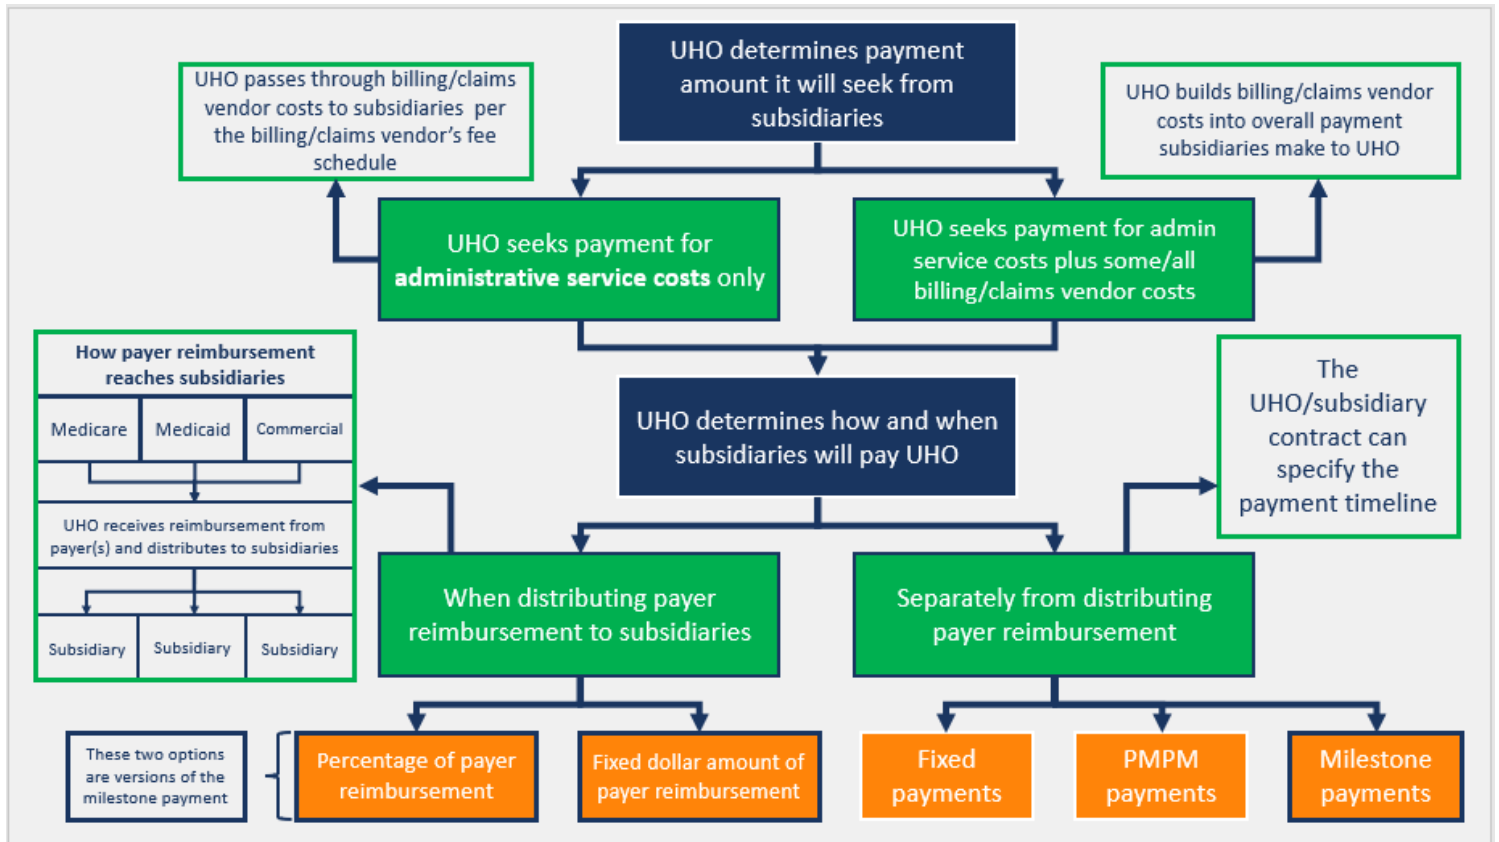 UHO determines payment
amount it will seek from
subsidiaries
UHO passes through billing/claims
vendor costs to subsidiaries per
the billing/claims vendor's fee
schedule
UHO builds billing/claims vendor
costs into overall payment
subsidiaries make to UHO
UHO seeks payment for
administrative service costs only
UHO seeks payment for admin
service costs plus some/all
billing/claims vendor costs
How payer reimbursement
reaches subsidiaries
Medicare
Medicaid
Commercial
UHO receives reimbursement from
payer(s) and distributes to subsidiaries
Subsidiary
Subsidiary
Subsidiary
UHO determines how and when
subsidiaries will pay UHO
The
UHO/subsidiary
contract can
specify the
payment timeline
When distributing payer
reimbursement to subsidiaries
Separately from distributing
payer reimbursement
These two options
are versions of the
milestone payment
Percentage of payer
reimbursement
Fixed dollar amount of
payer reimbursement
Fixed
payments
PMPM
payments
Milestone
payments